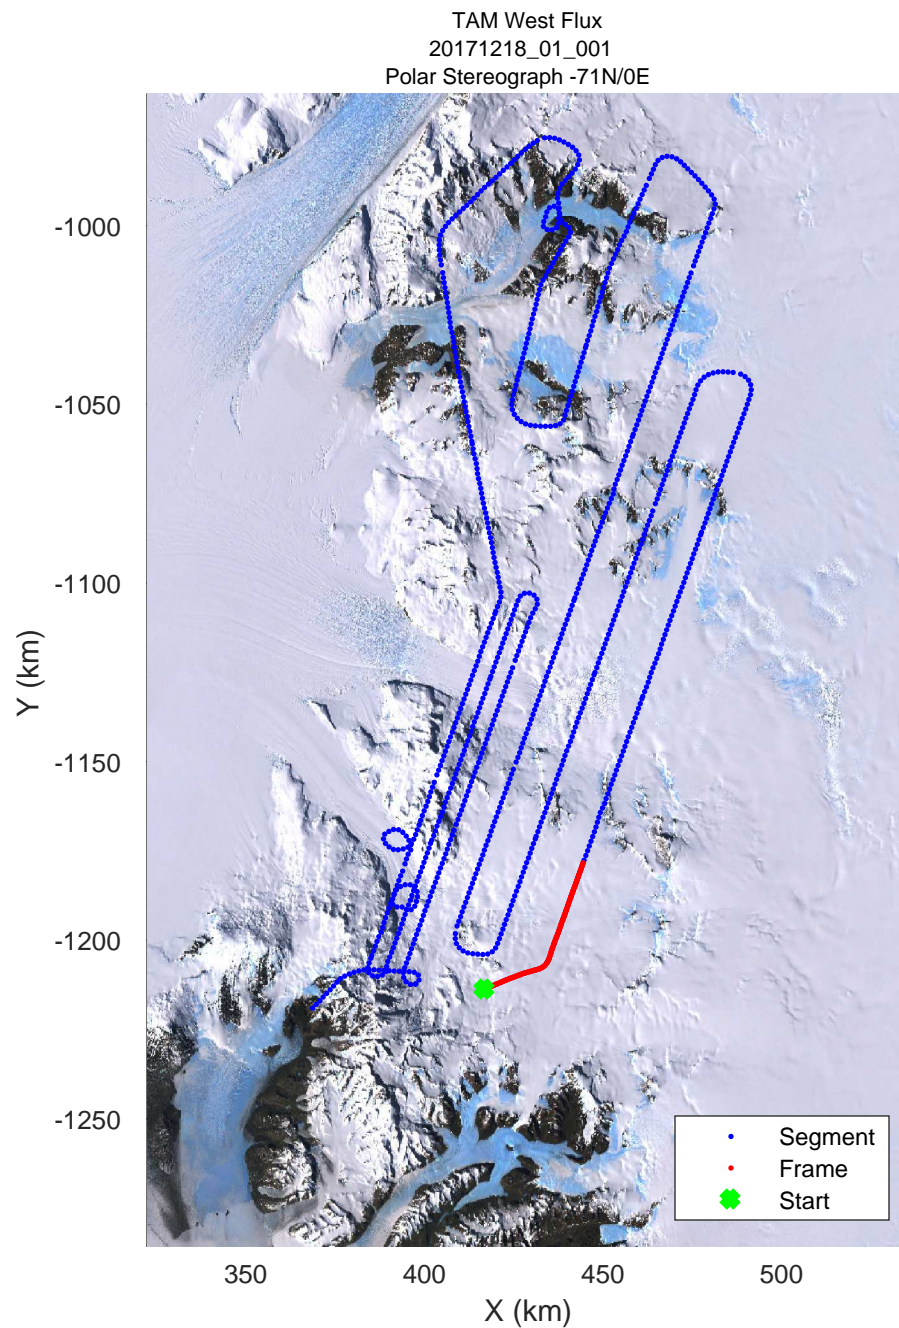 TAM West Flux
20171218_01_001
Polar Stereograph -71N/0E
-1000
-1050
-1100
-1150
-1200
-1250
Y (km)
350
400
450
500
X (km)
Segment
Frame
Start